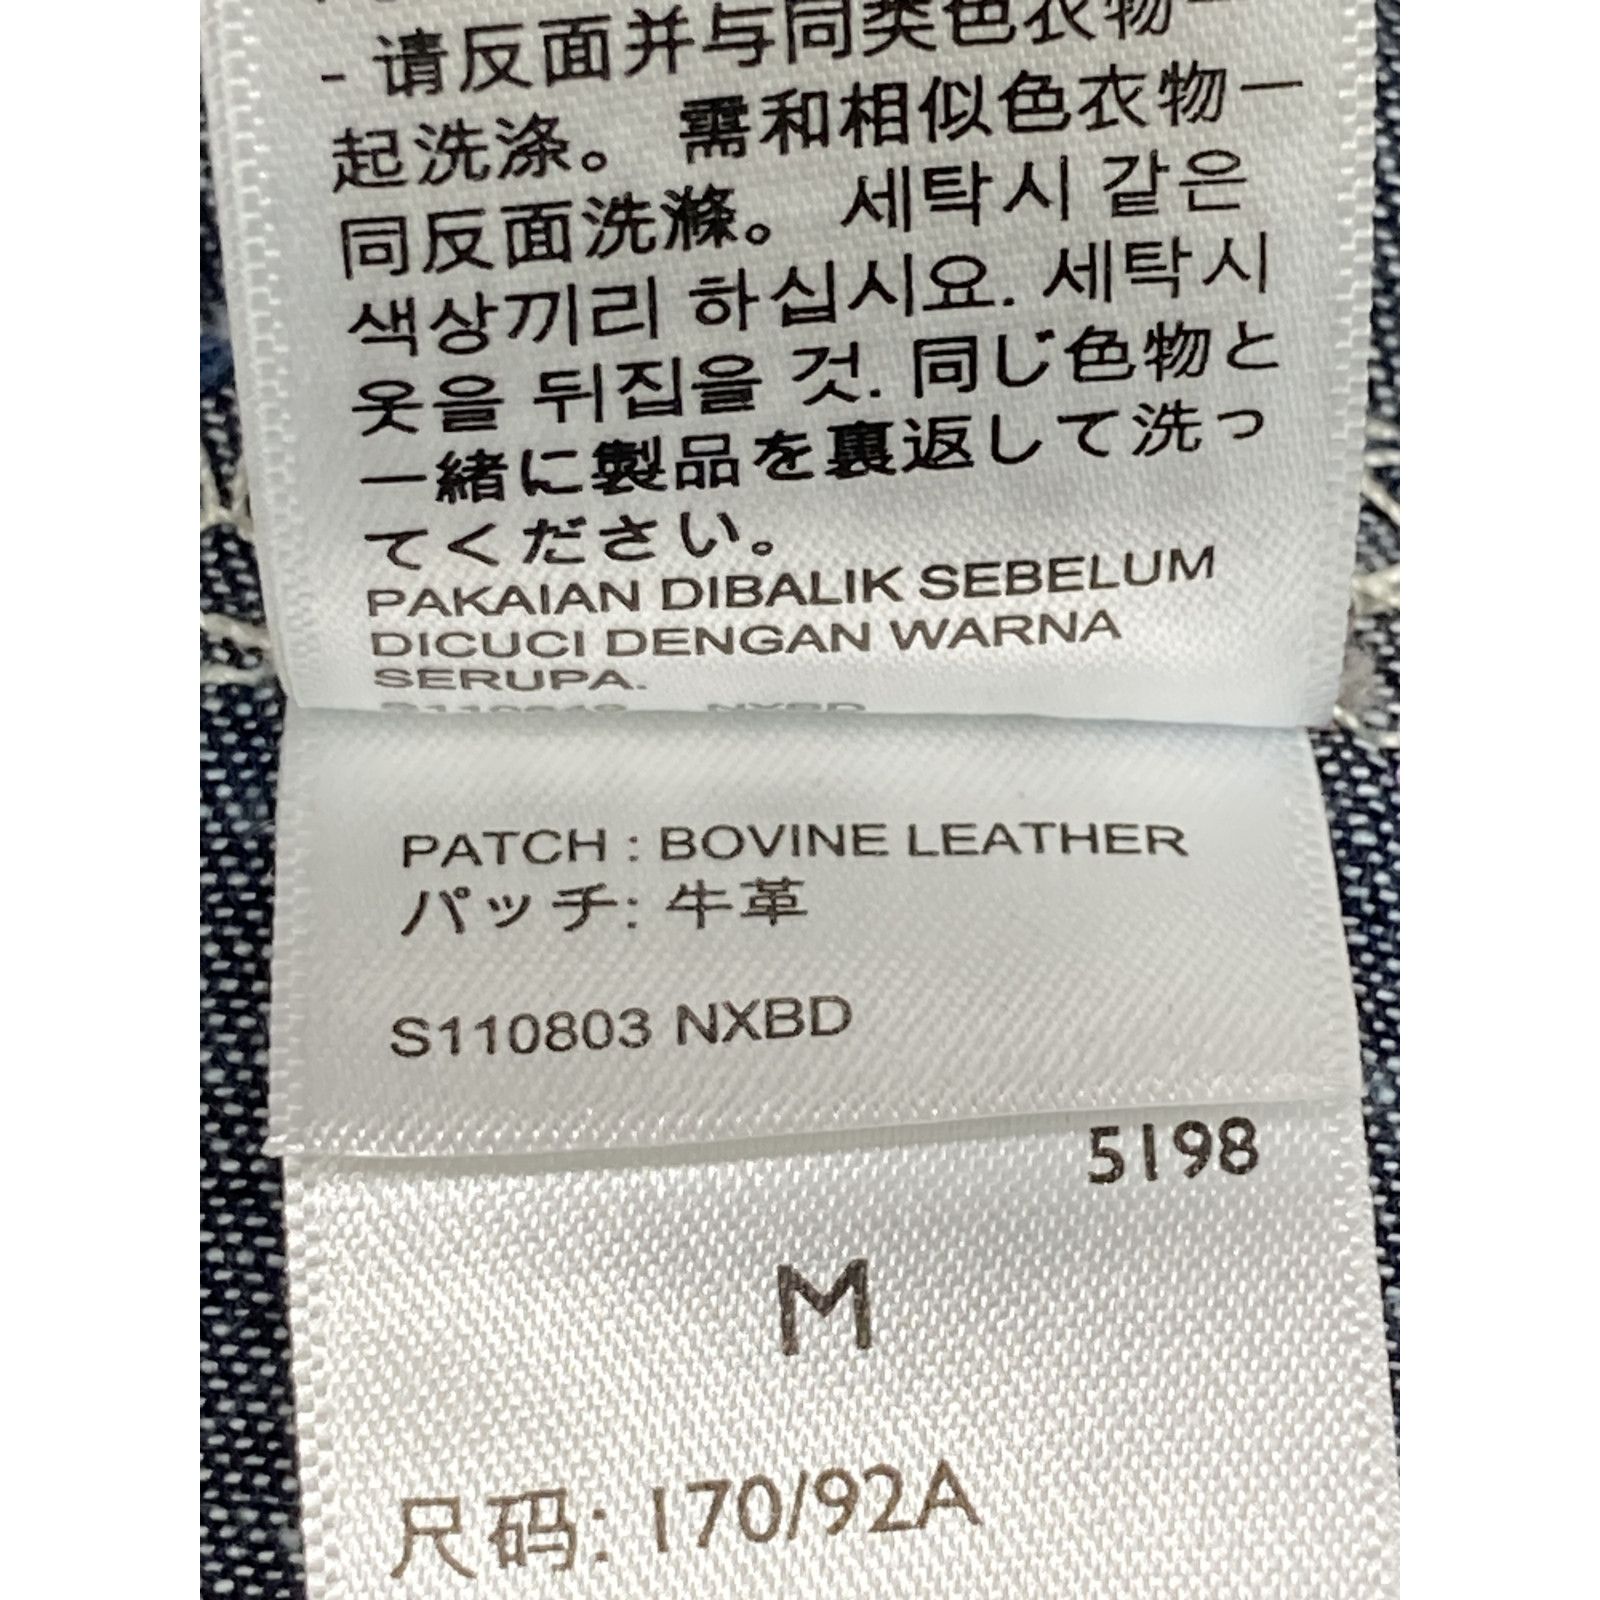 - 请反面并与同类色衣物一
起洗涤。 需和相似色衣物一
同反面洗滌。 세탁시 같은
색상끼리 하십시요. 세탁시
옷을 뒤집을 것. 同じ色物と
一緒に製品を裏返して洗っ
てください。
PAKAIAN DIBALIK SEBELUM
DICUCI DENGAN WARNA
SERUPA.
PATCH : BOVINE LEATHER
パッチ: 牛革
S110803 NXBD
5198
M
尺码: 170/92A